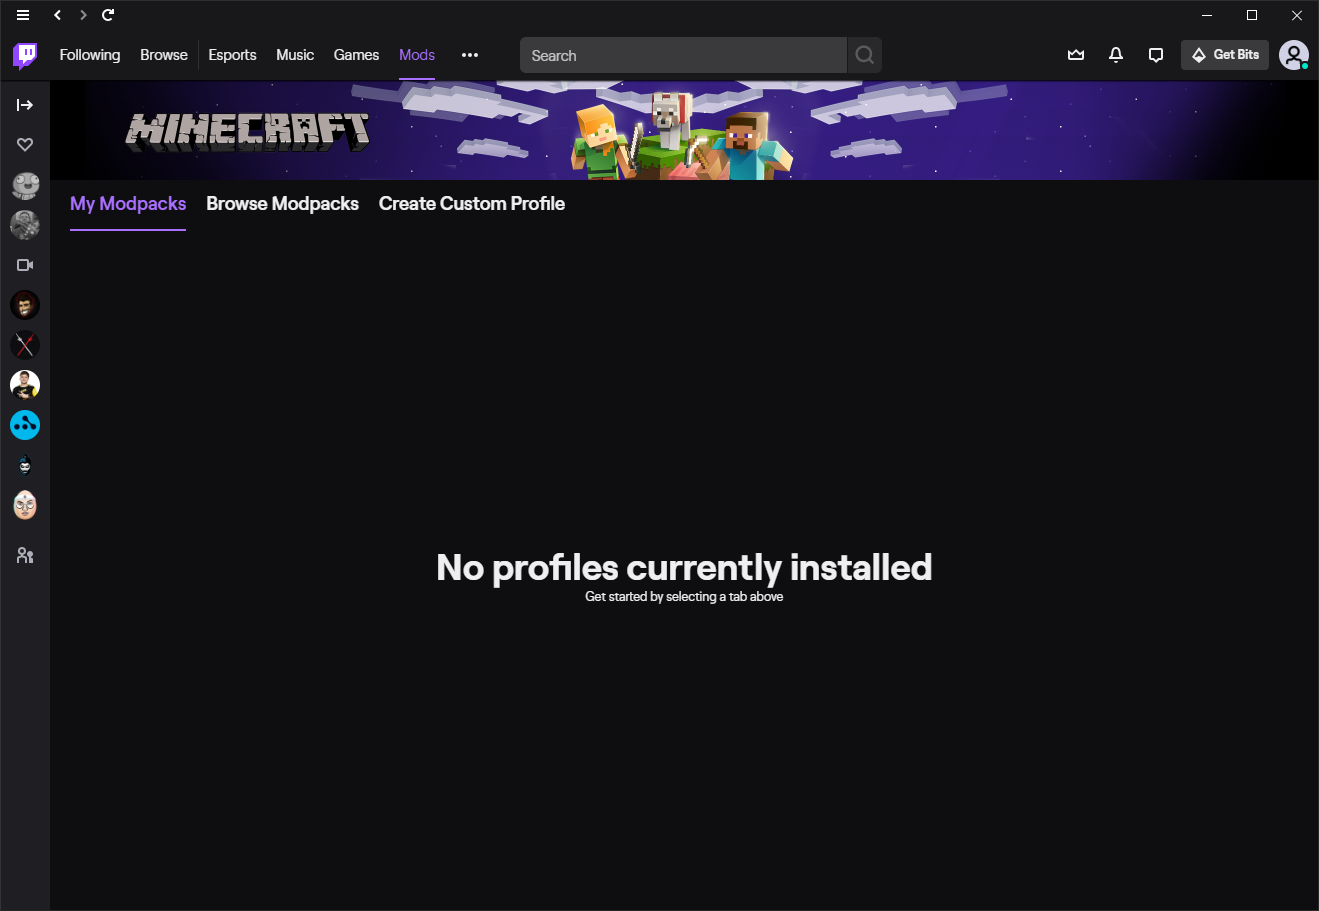 Following Browse Esports Music Games Mods Search Get Bits
MINECRAFT
My Modpacks Browse Modpacks Create Custom Profile
No profiles currently installed
Get started by selecting a tab above